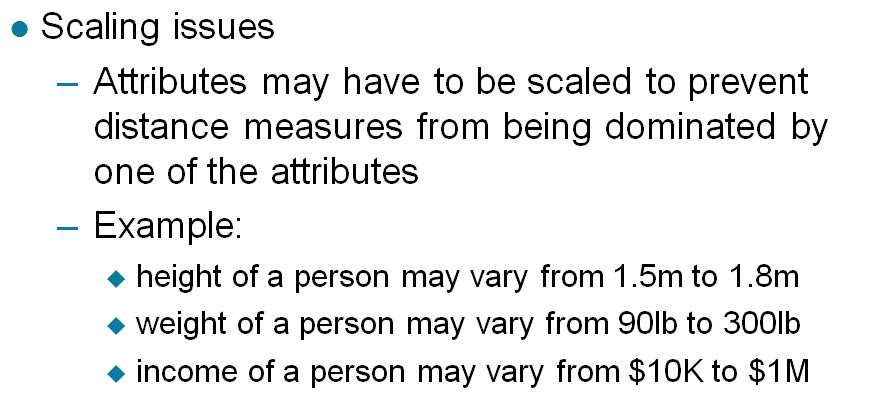 ● Scaling issues
– Attributes may have to be scaled to prevent
distance measures from being dominated by
one of the attributes
– Example:
◆ height of a person may vary from 1.5m to 1.8m
◆ weight of a person may vary from 90lb to 300lb
◆ income of a person may vary from $10K to $1M